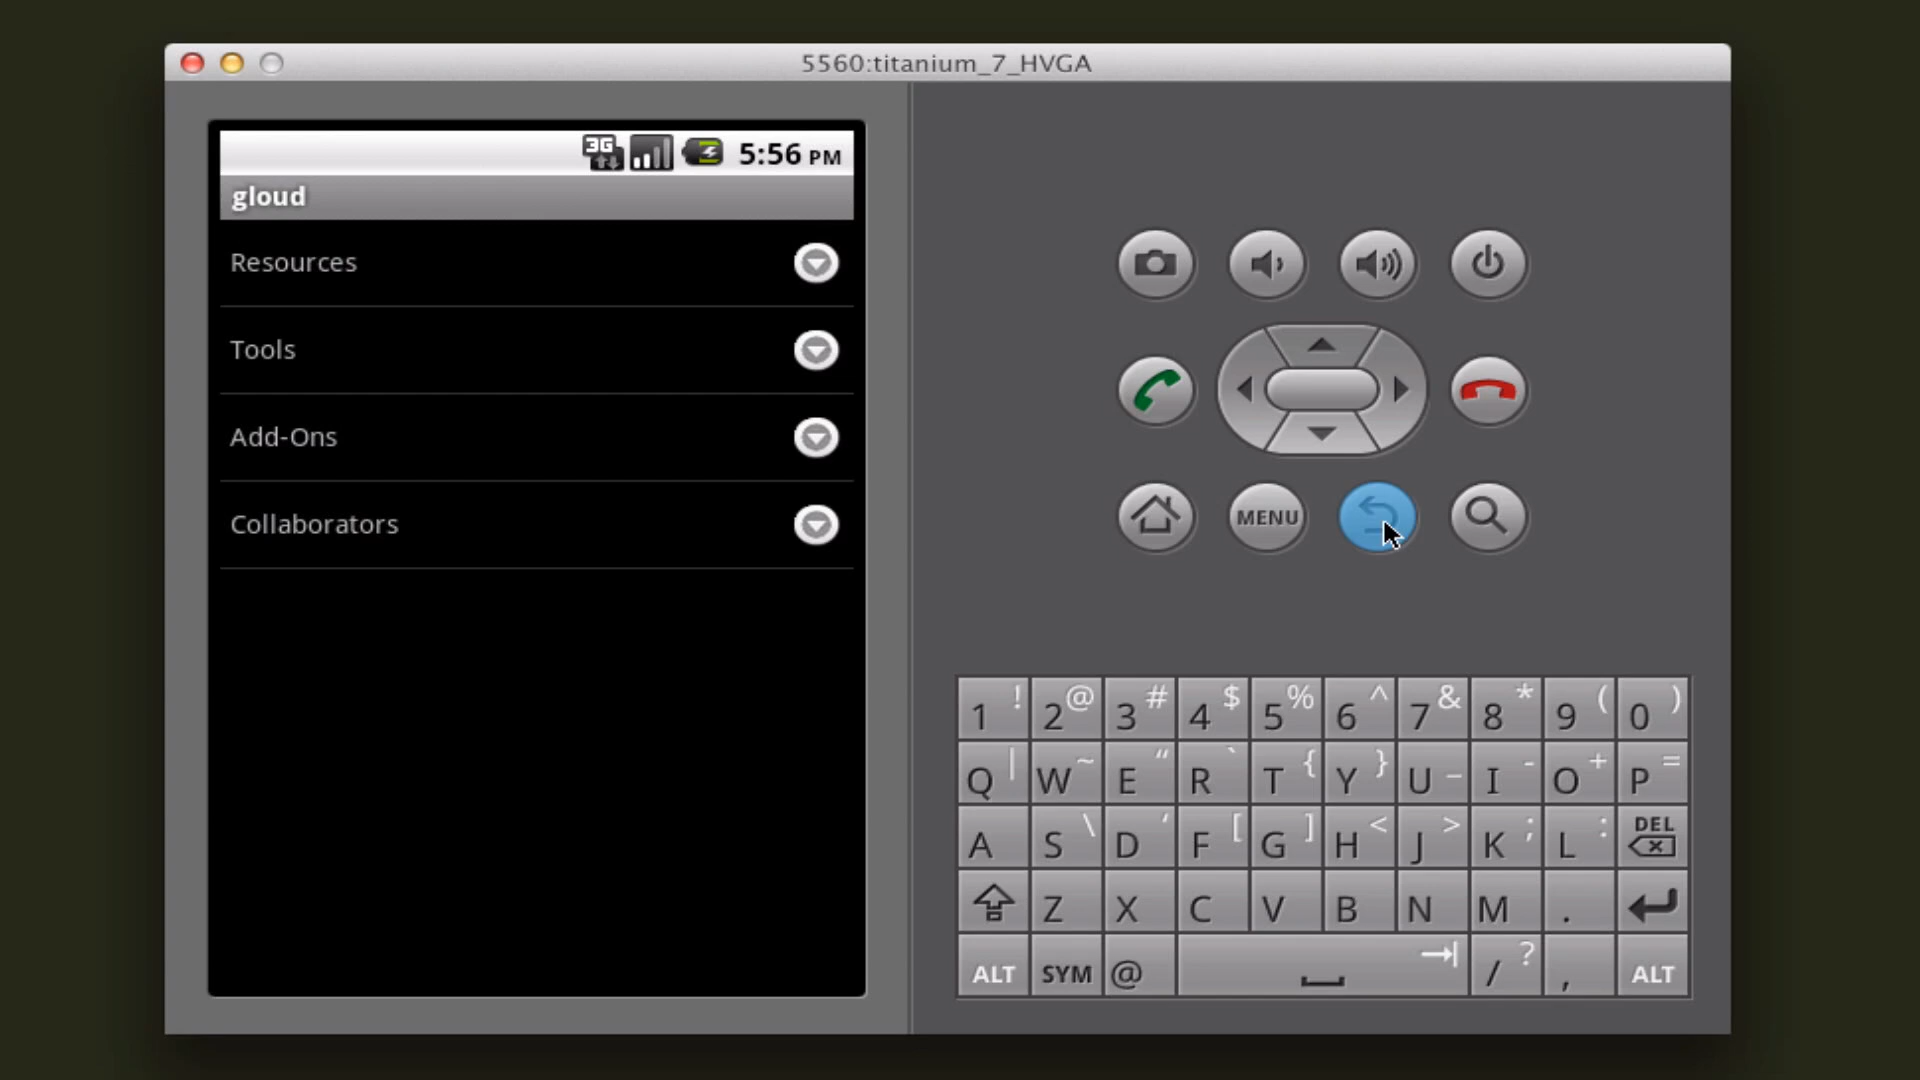 5560:titanium_7_HVGA
3G 5:56 PM
gloud
Resources
Tools
Add-Ons
Collaborators
MENU
1 ! 2 @ 3 # 4 $ 5 % 6 ^ 7 & 8 * 9 ( 0 )
Q | W ~ E “ R ` T { Y } U _ I - O + P =
A S \ D ‘ F [ G ] H < J > K ; L : DEL
Z X C V B N M .
ALT SYM @ / ? , ALT